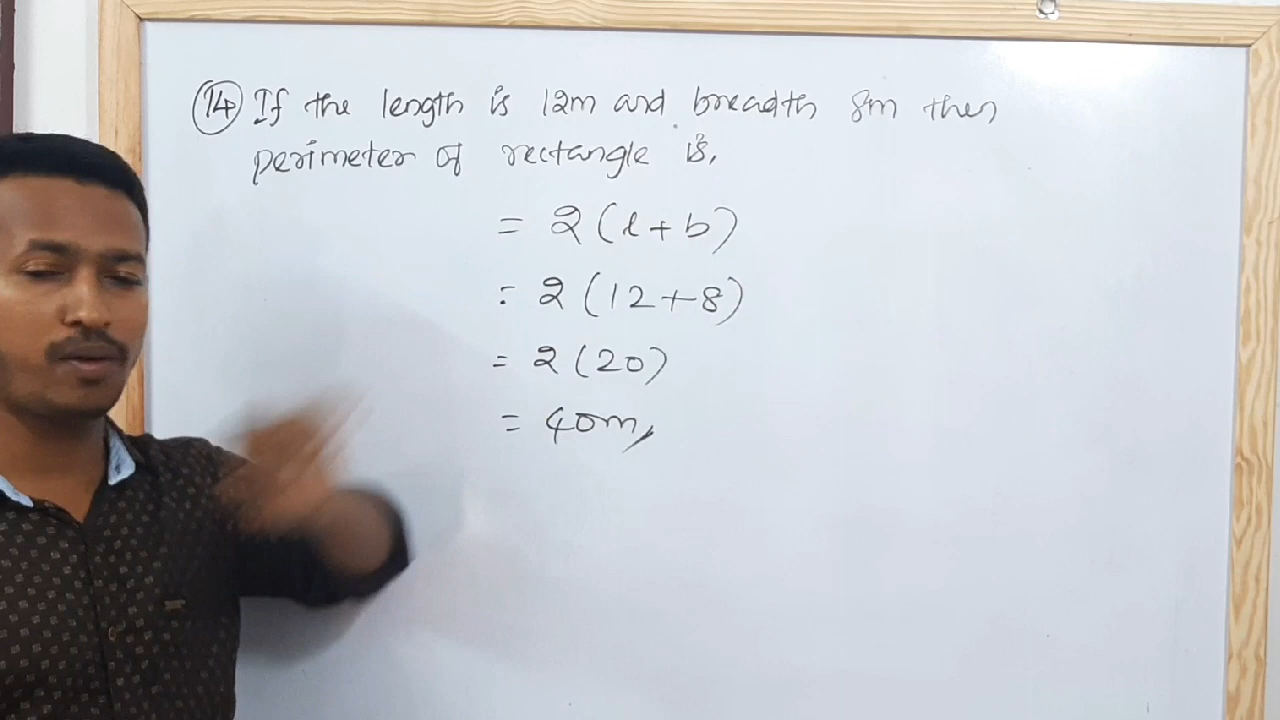 14 If the length is 12m and breadth 8m then
perimeter of rectangle is,
= 2(l+b)
= 2(12+8)
= 2(20)
= 40m,